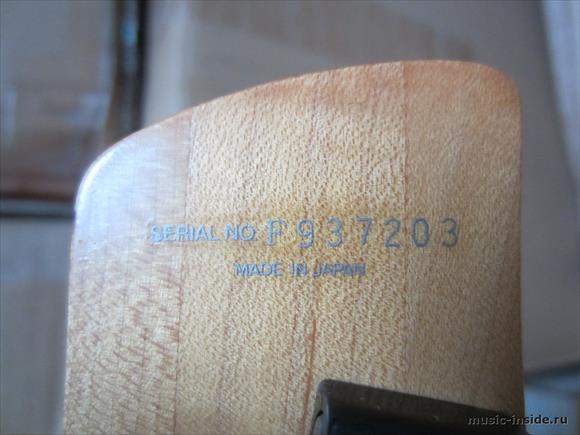 SERIAL NO. F937203
MADE IN JAPAN
music-inside.ru